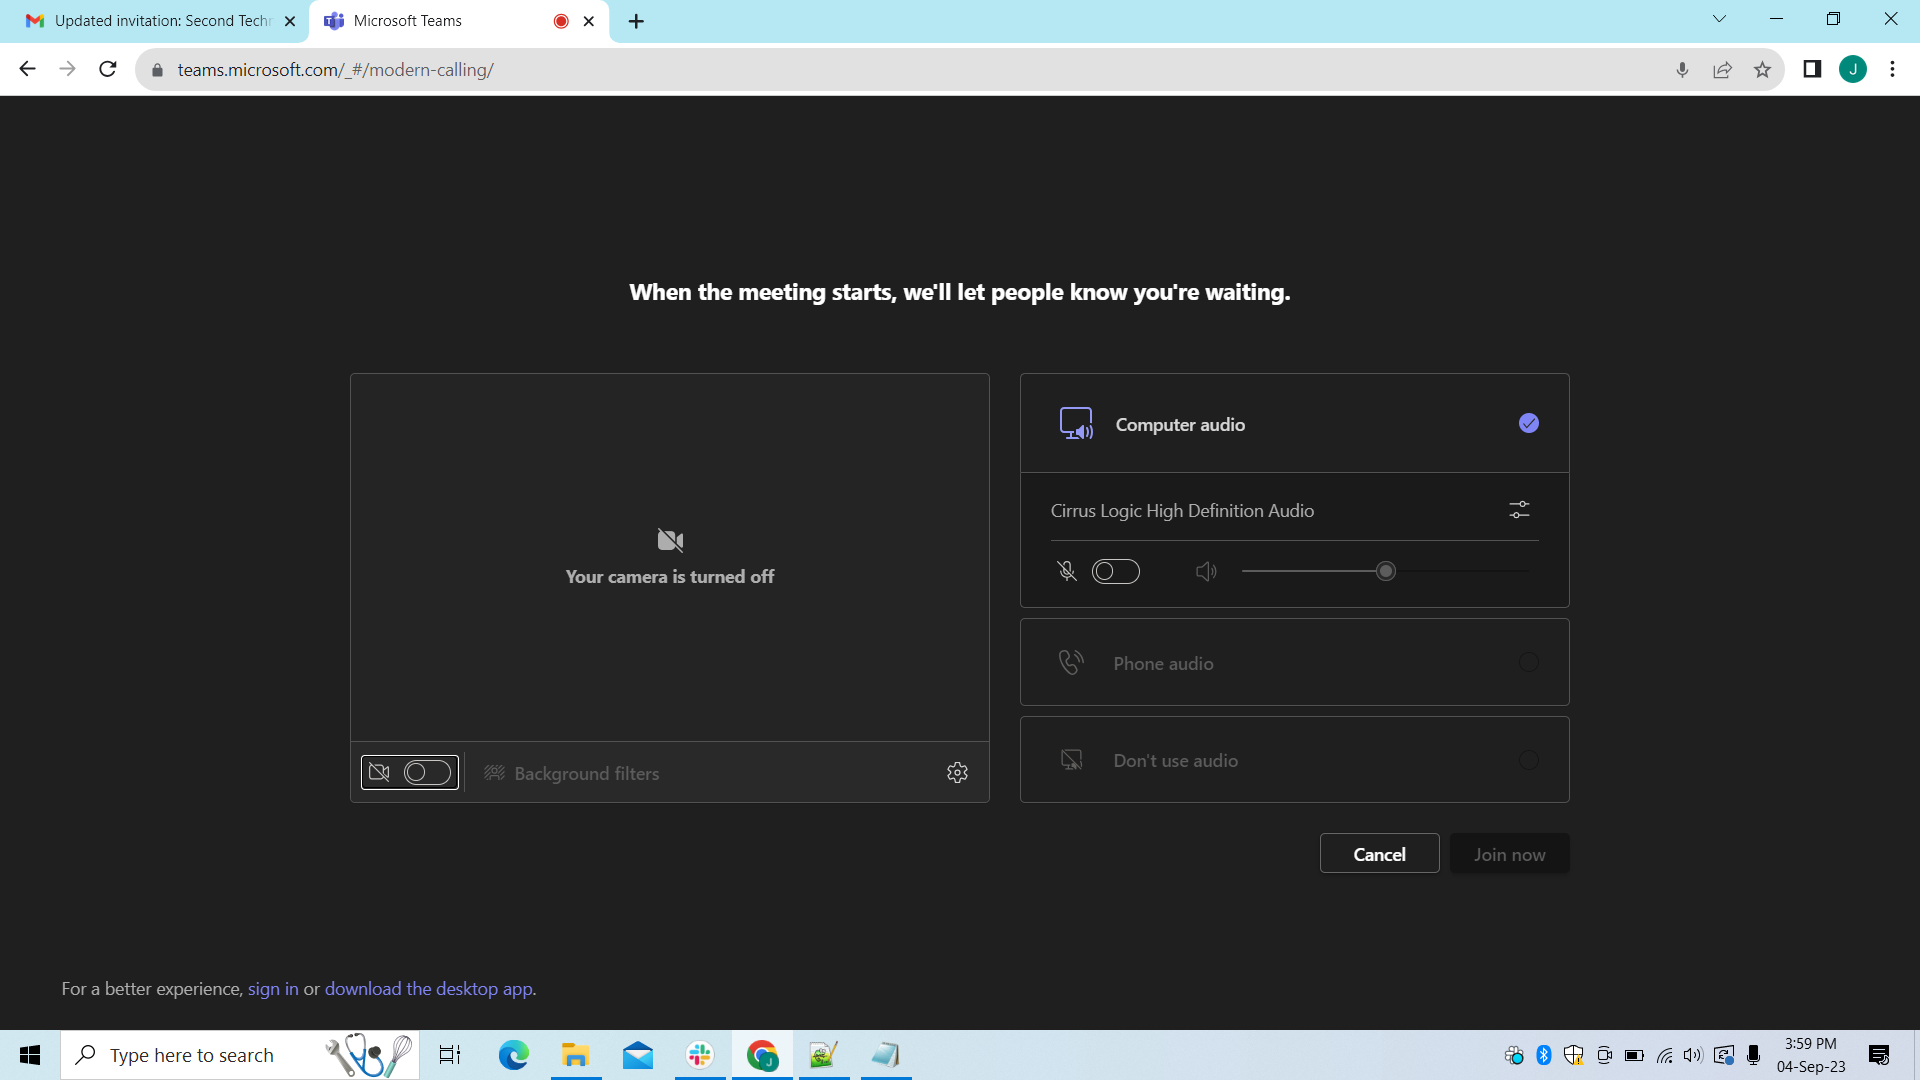 Updated invitation: Second Techn
Microsoft Teams
teams.microsoft.com/_#/modern-calling/
J
When the meeting starts, we'll let people know you're waiting.
Your camera is turned off
Background filters
Computer audio
Cirrus Logic High Definition Audio
Phone audio
Don't use audio
Cancel
Join now
For a better experience, sign in or download the desktop app.
Type here to search
3:59 PM
04-Sep-23